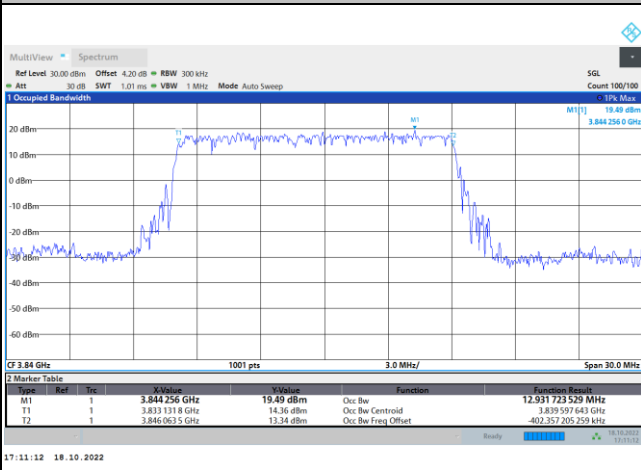 MultiView Spectrum
Ref Level 30.00 dBm Offset 4.20 dB RBW 300 kHz SGL
Att 30 dB SWT 1.01 ms VBW 1 MHz Mode Auto Sweep Count 100/100
1 Occupied Bandwidth 1Pk Max
M1[1] 19.49 dBm
3.844 256 0 GHz
M1
T1
T2
20 dBm
10 dBm
0 dBm
-10 dBm
-20 dBm
-30 dBm
-40 dBm
-50 dBm
-60 dBm
CF 3.84 GHz 1001 pts 3.0 MHz/ Span 30.0 MHz
2 Marker Table
Type Ref Trc X-Value Y-Value Function Function Result
M1 1 3.844 256 GHz 19.49 dBm Occ Bw 12.931 723 529 MHz
T1 1 3.833 131 8 GHz 14.36 dBm Occ Bw Centroid 3.839 597 643 GHz
T2 1 3.846 063 5 GHz 13.34 dBm Occ Bw Freq Offset -402.357 205 259 kHz
Ready 18.10.2022
17:11:12
17:11:12 18.10.2022